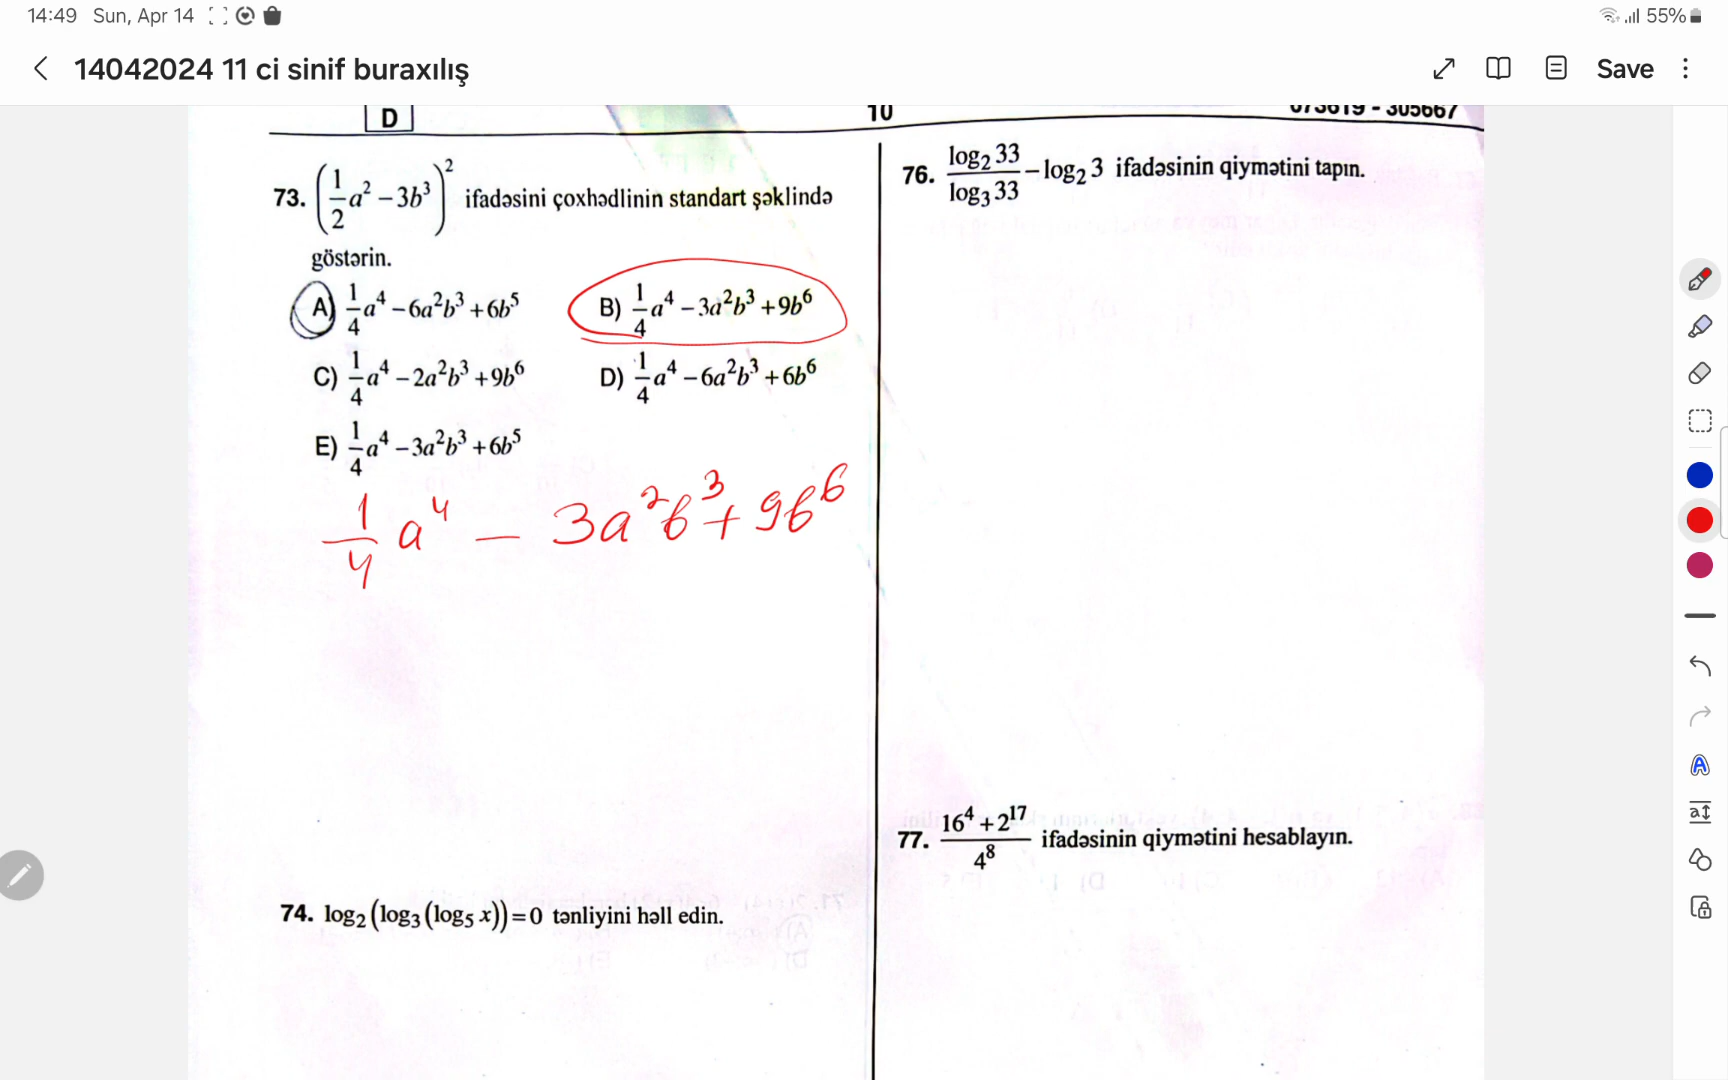 14:49 Sun, Apr 14
55%
14042024 11 ci sinif buraxılış
Save
D
10
073619 - 305667
73. (1/2 a² − 3b³)² ifadəsini çoxhədlinin standart şəklində
göstərin.
A) 1/4 a⁴ − 6a²b³ + 6b⁵ B) 1/4 a⁴ − 3a²b³ + 9b⁶
C) 1/4 a⁴ − 2a²b³ + 9b⁶ D) 1/4 a⁴ − 6a²b³ + 6b⁶
E) 1/4 a⁴ − 3a²b³ + 6b⁵
1/4 a⁴ − 3a²b³ + 9b⁶
74. log₂(log₃(log₅ x)) = 0 tənliyini həll edin.
76. log₂ 33 / log₃ 33 − log₂ 3 ifadəsinin qiymətini tapın.
77. 16⁴ + 2¹⁷ / 4⁸ ifadəsinin qiymətini hesablayın.